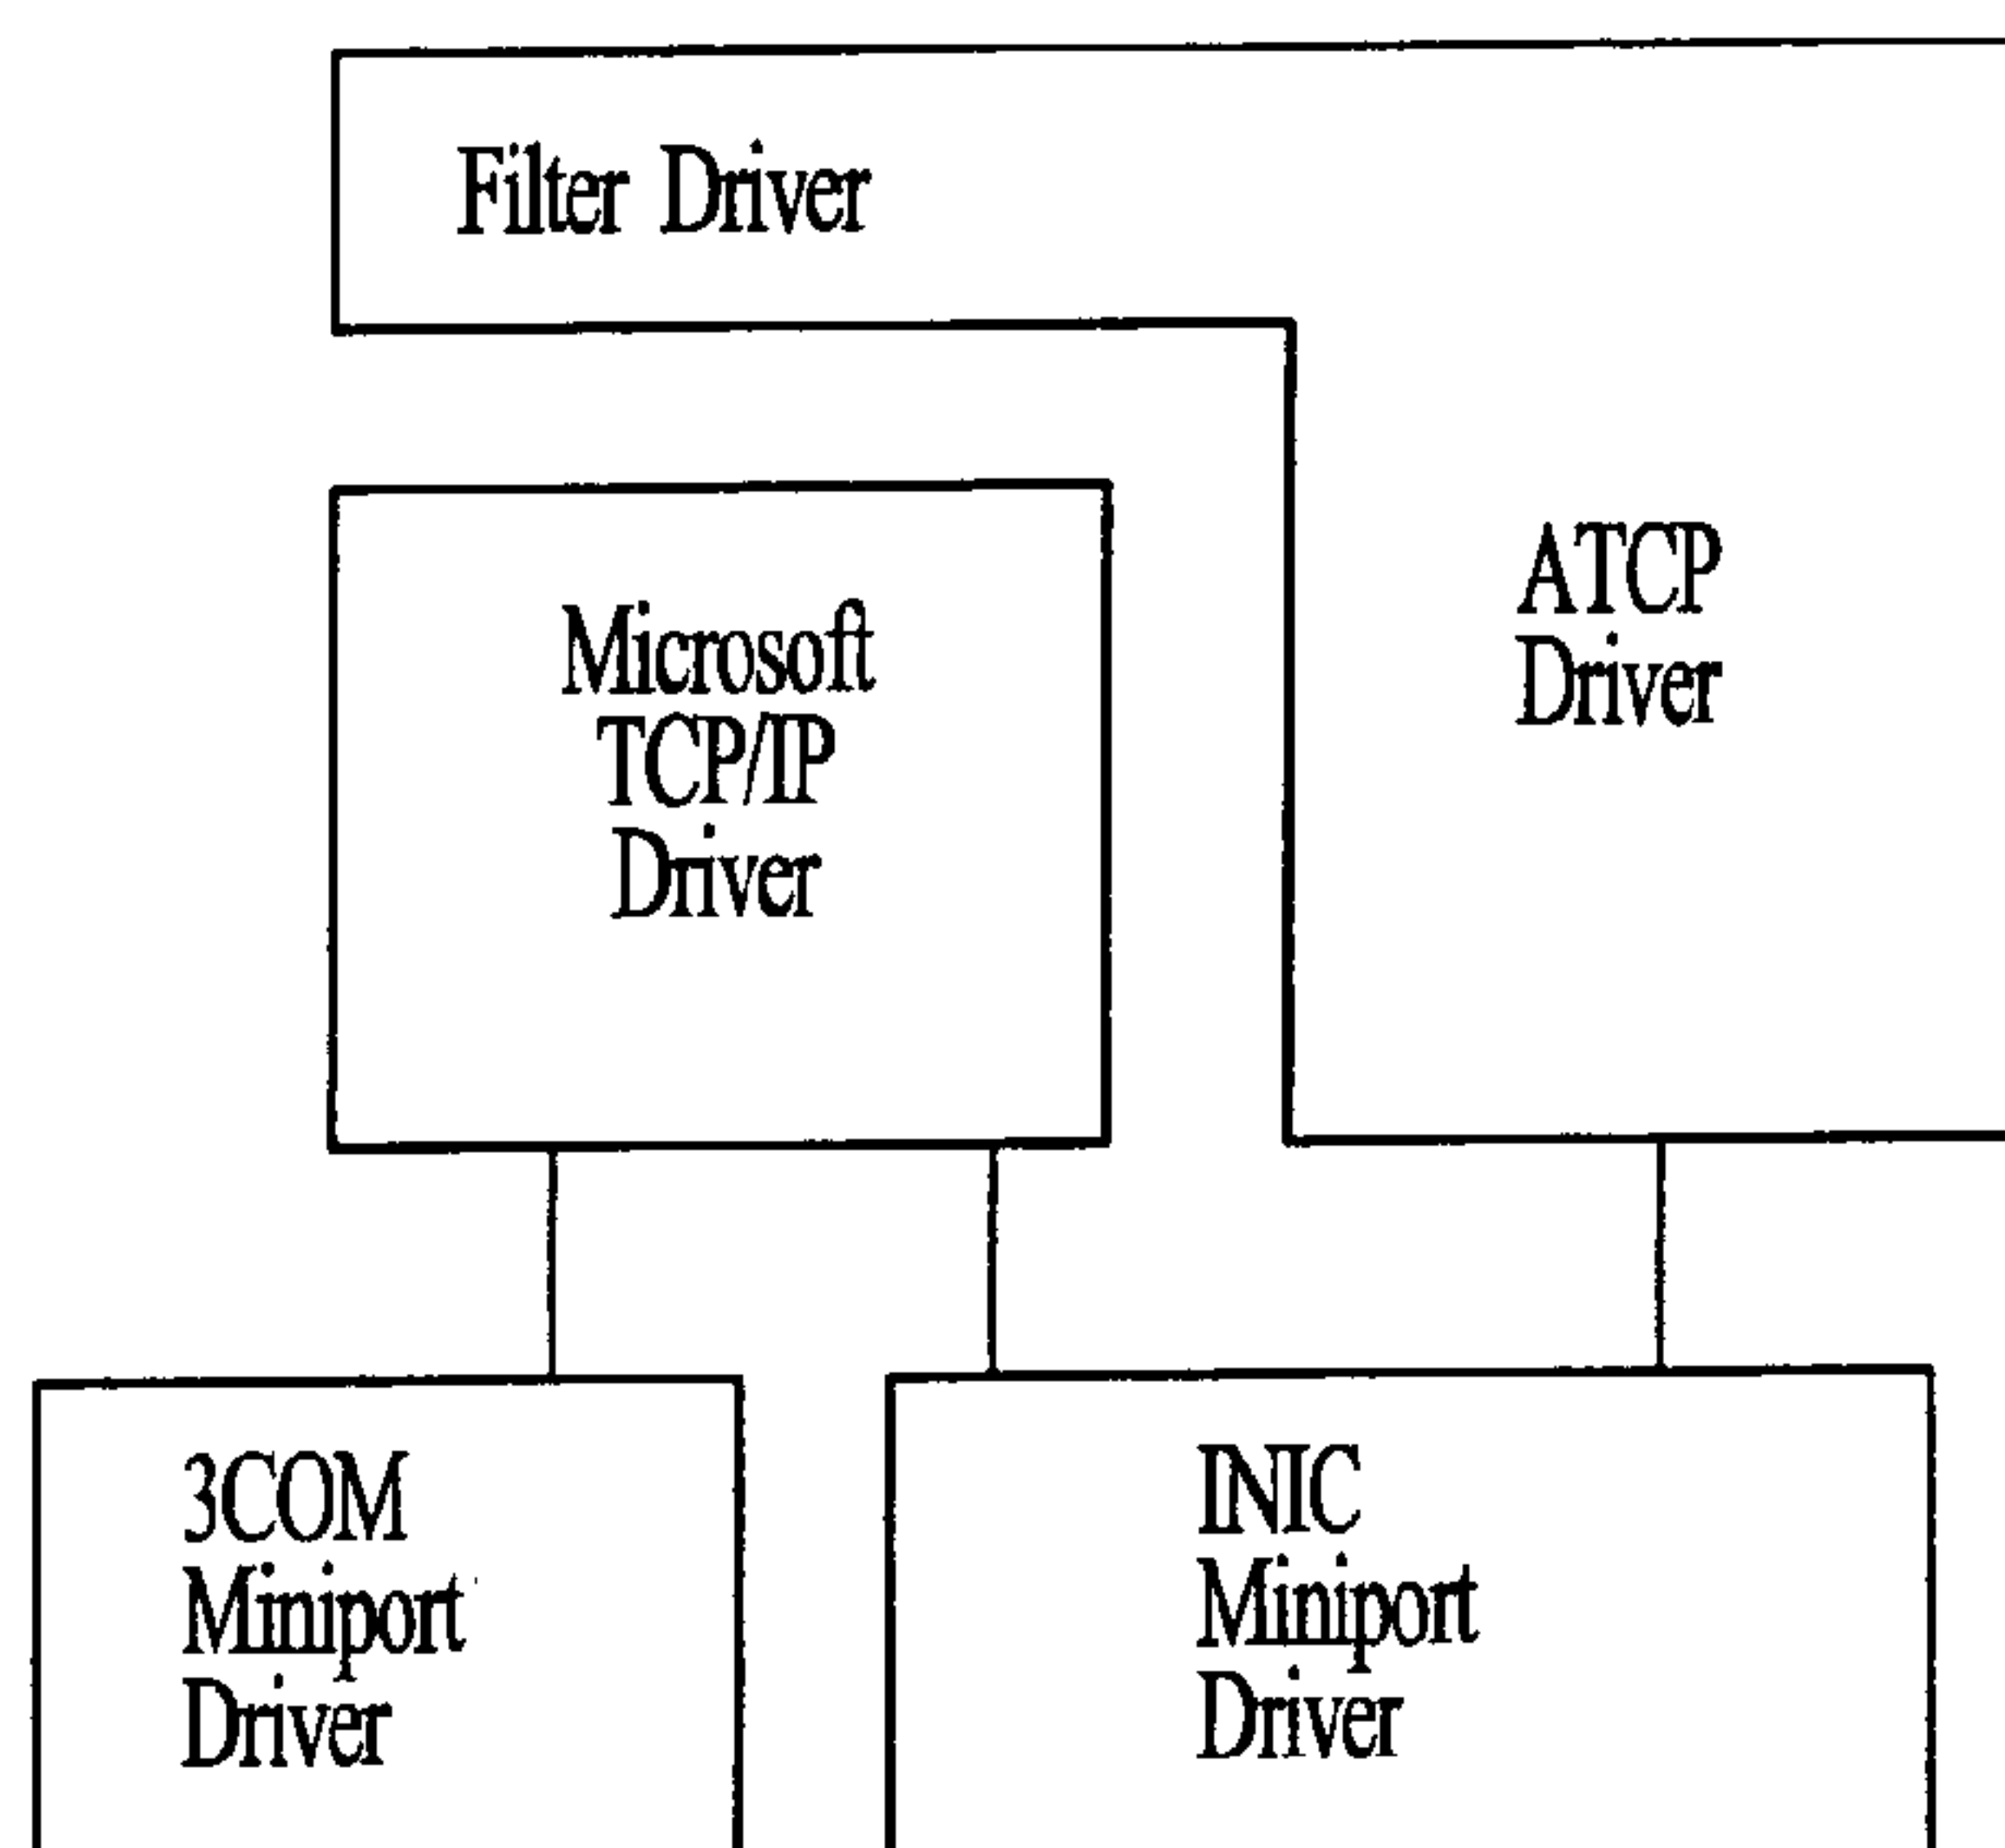 Filter Driver
ATCP
Driver
Microsoft
TCP/IP
Driver
3COM
Miniport
Driver
INIC
Miniport
Driver